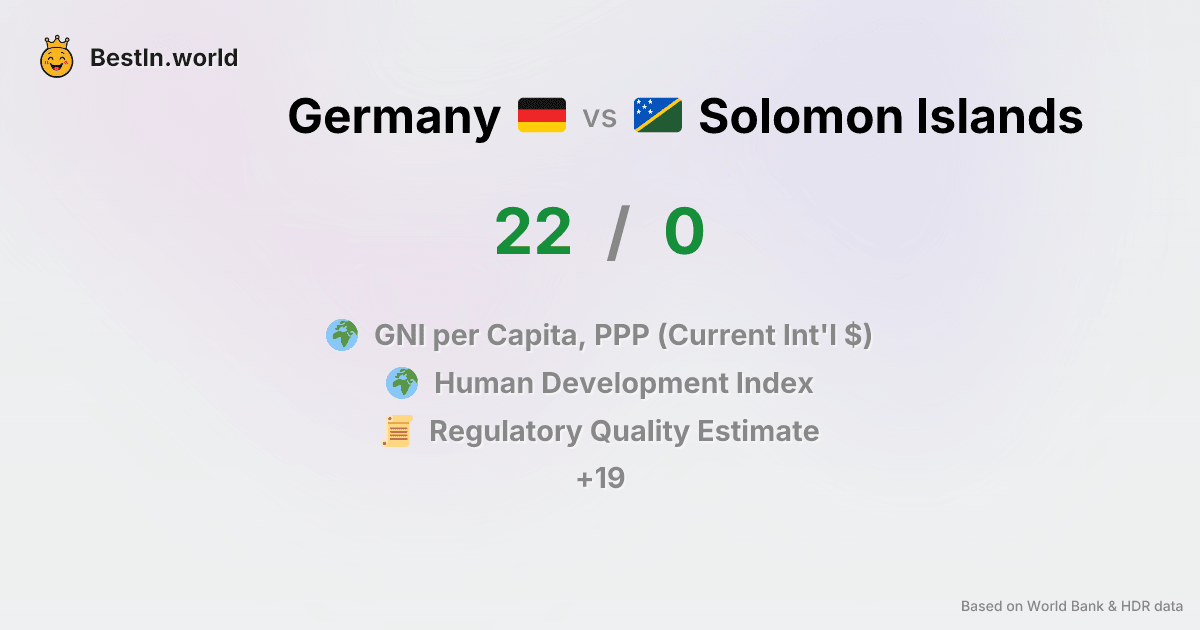 BestIn.world
Germany vs Solomon Islands
22 / 0
GNI per Capita, PPP (Current Int'l $)
Human Development Index
Regulatory Quality Estimate
+19
Based on World Bank & HDR data